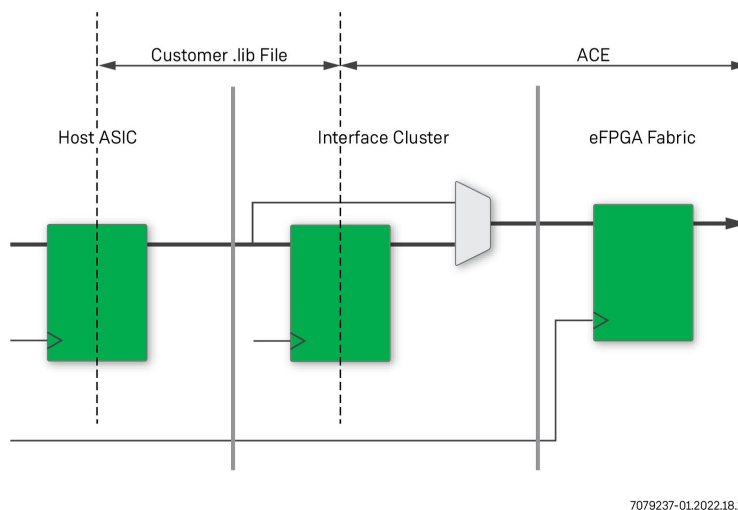 Customer .lib File
ACE
Host ASIC
Interface Cluster
eFPGA Fabric
7079237-01.2022.18.